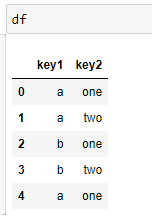 df
key1 key2
0 a one
1 a two
2 b one
3 b two
4 a one